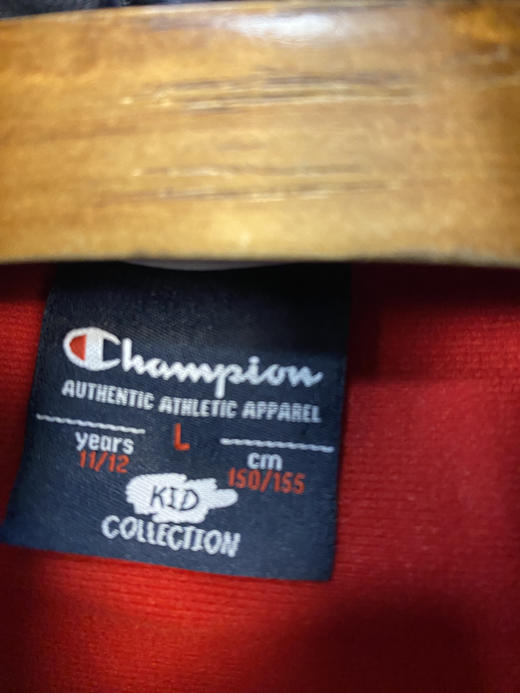 Champion
AUTHENTIC ATHLETIC APPAREL
L
years
11/12
cm
150/155
KID
COLLECTION